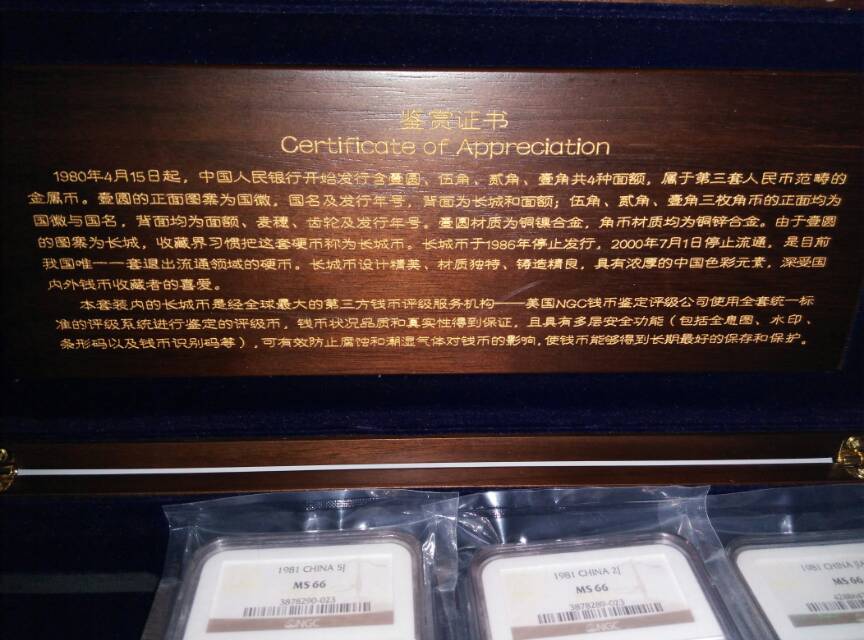 鉴赏证书
Certificate of Appreciation
1980年4月15日起，中国人民银行开始发行含壹圆、伍角、贰角、壹角共4种面额，属于第三套人民币范畴的
金属币。壹圆的正面图案为国徽，国名及发行年号，背面为长城和面额；伍角、贰角、壹角三枚角币的正面均为
国徽与国名，背面均为面额、麦穗、齿轮及发行年号。壹圆材质为铜镍合金，角币材质均为铜锌合金。由于壹圆
的图案为长城，收藏界习惯把这套硬币称为长城币。长城币于1986年停止发行，2000年7月1日停止流通，是目前
我国唯一一套退出流通领域的硬币。长城币设计精美、材质独特、铸造精良，具有浓厚的中国色彩元素，深受国
内外钱币收藏者的喜爱。
本套装内的长城币是经全球最大的第三方钱币评级服务机构——美国NGC钱币鉴定评级公司使用全套统一标
准的评级系统进行鉴定的评级币，钱币状况品质和真实性得到保证，且具有多层安全功能（包括全息图、水印、
条形码以及钱币识别码等），可有效防止腐蚀和潮湿气体对钱币的影响，使钱币能够得到长期最好的保存和保护。
1981 CHINA 5J
MS 66
3878290-023
NGC
1981 CHINA 2J
MS 66
3878289-023
NGC
1981 CHINA
MS 66